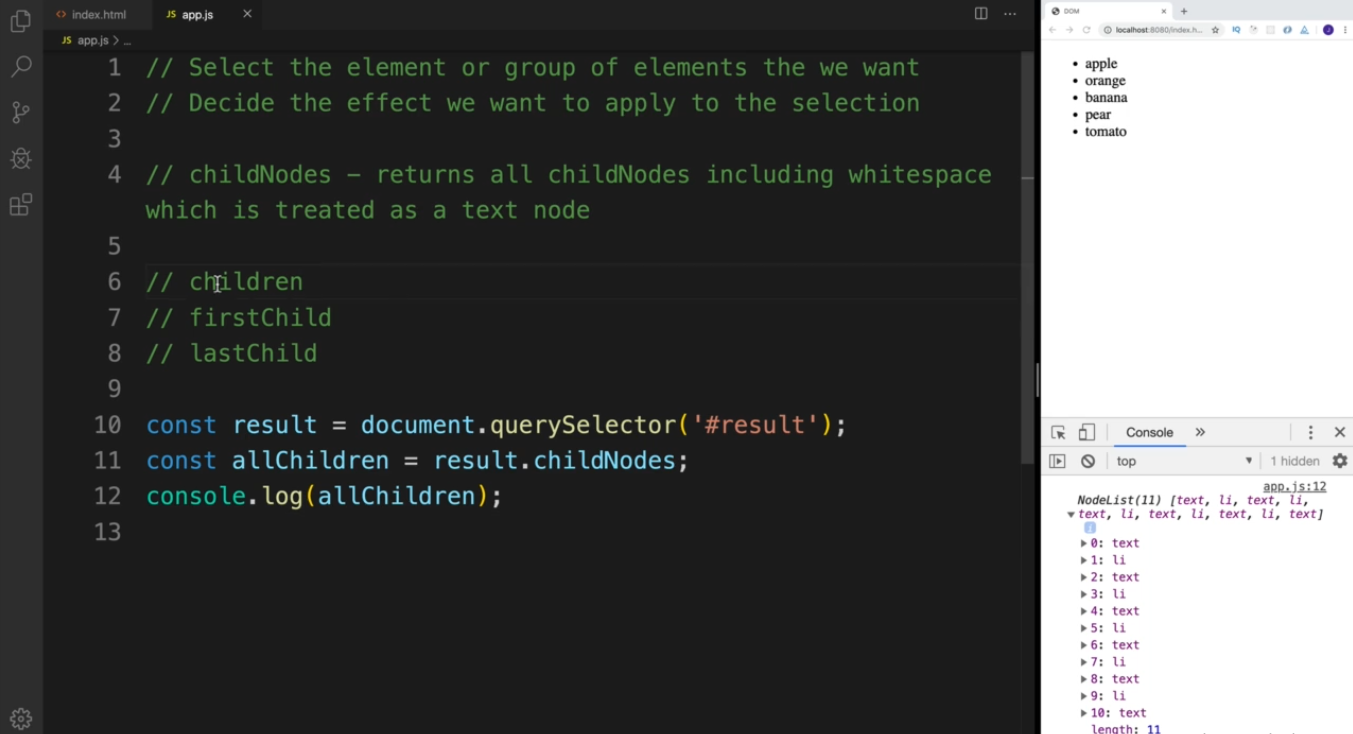 index.html
JS app.js
JS app.js > ...
1 // Select the element or group of elements the we want
2 // Decide the effect we want to apply to the selection
3
4 // childNodes - returns all childNodes including whitespace
which is treated as a text node
5
6 // children
7 // firstChild
8 // lastChild
9
10 const result = document.querySelector('#result');
11 const allChildren = result.childNodes;
12 console.log(allChildren);
13
DOM
localhost:8080/index.h...
IQ
• apple
• orange
• banana
• pear
• tomato
Console
top
1 hidden
app.js:12
NodeList(11) [text, li, text, li,
text, li, text, li, text, li, text]
i
0: text
1: li
2: text
3: li
4: text
5: li
6: text
7: li
8: text
9: li
10: text
length: 11